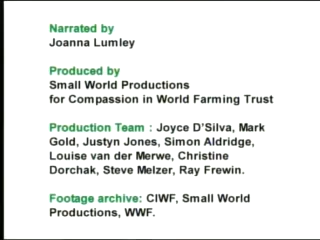 Narrated by
Joanna Lumley
Produced by
Small World Productions
for Compassion in World Farming Trust
Production Team : Joyce D'Silva, Mark
Gold, Justyn Jones, Simon Aldridge,
Louise van der Merwe, Christine
Dorchak, Steve Melzer, Ray Frewin.
Footage archive: CIWF, Small World
Productions, WWF.